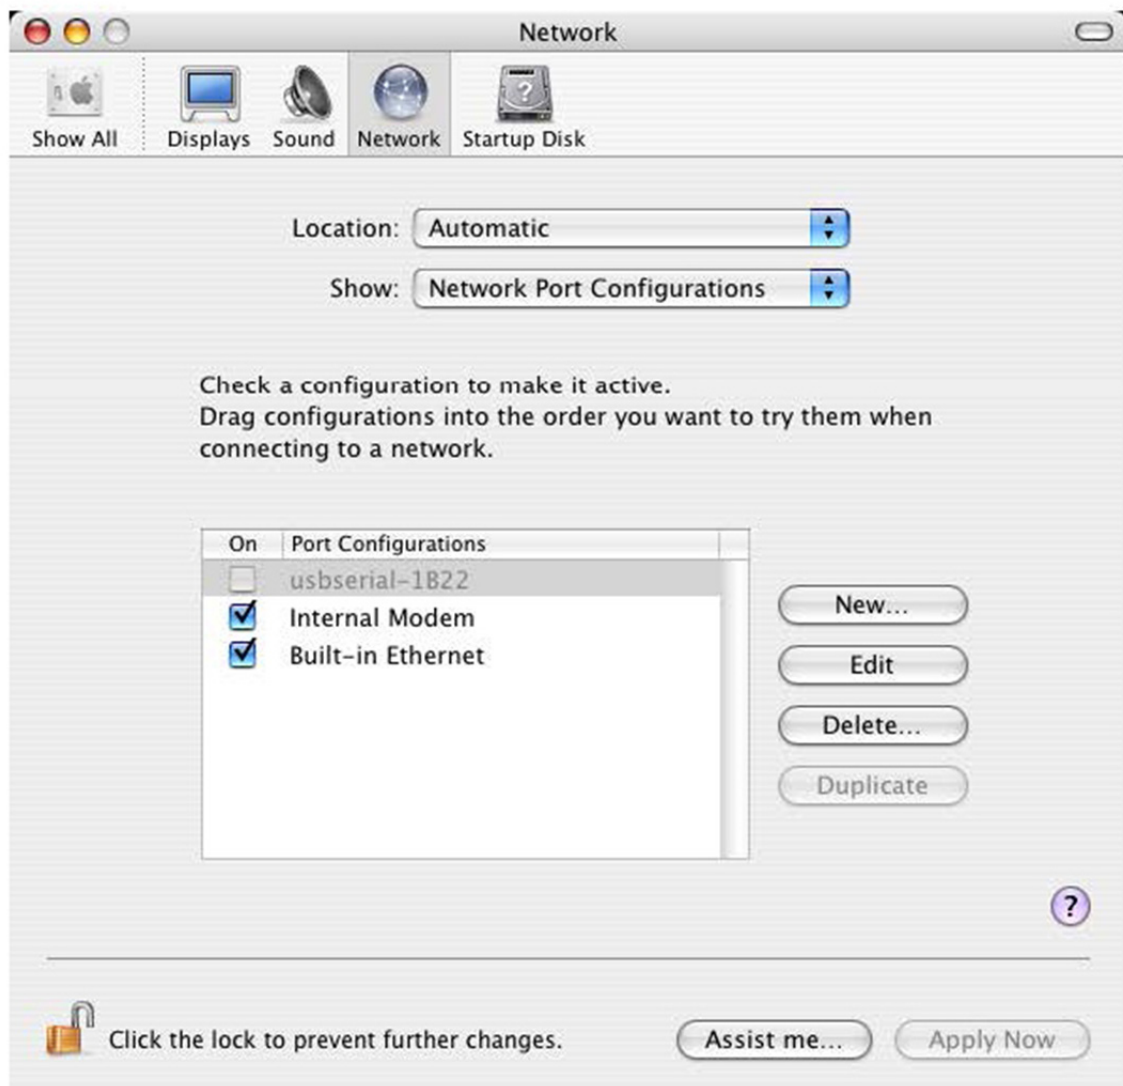 Network
Show All
Displays
Sound
Network
Startup Disk
Location: Automatic
Show: Network Port Configurations
Check a configuration to make it active.
Drag configurations into the order you want to try them when
connecting to a network.
On Port Configurations
usbserial-1B22
Internal Modem
Built-in Ethernet
New...
Edit
Delete...
Duplicate
?
Click the lock to prevent further changes.
Assist me...
Apply Now